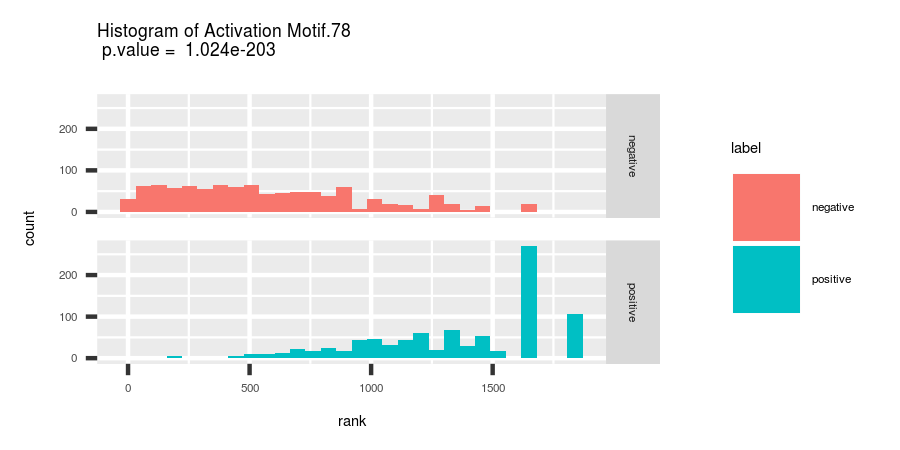 Histogram of Activation Motif.78
p.value = 1.024e-203
200
100
0
negative
200
100
0
positive
0 500 1000 1500
rank
count
label
negative
positive